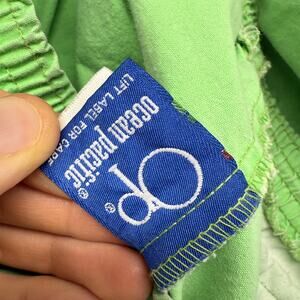 op
®
ocean pacific®
LIFT LABEL FOR CARE